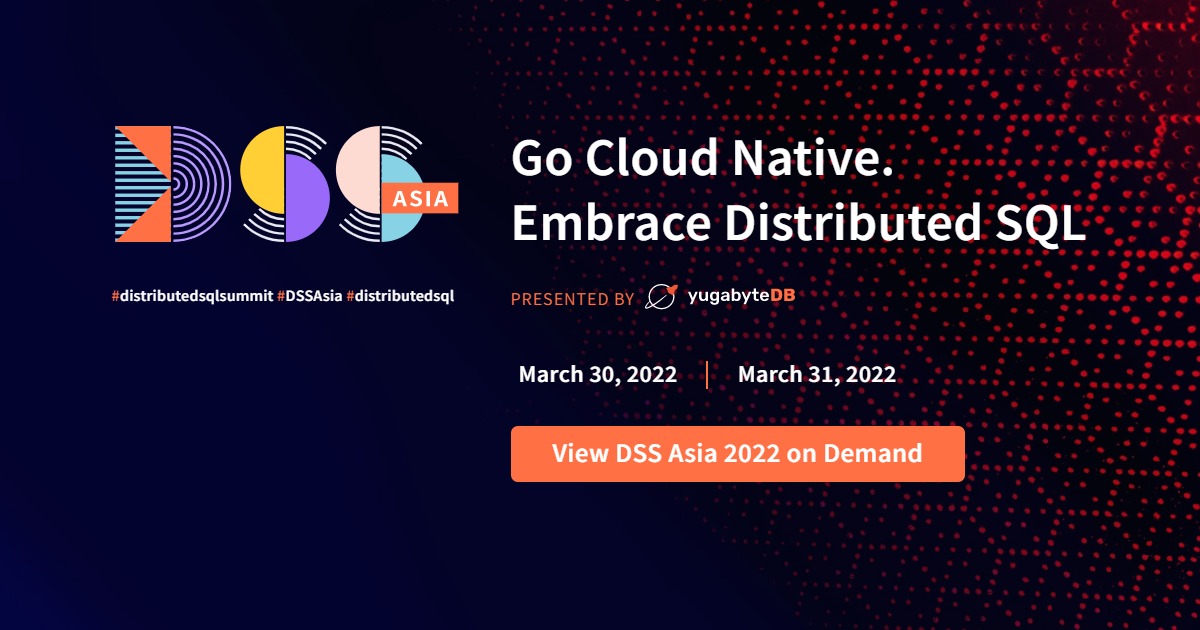 DSS
ASIA
#distributedsqlsummit #DSSAsia #distributedsql
Go Cloud Native.
Embrace Distributed SQL
PRESENTED BY yugabyteDB
March 30, 2022 | March 31, 2022
View DSS Asia 2022 on Demand